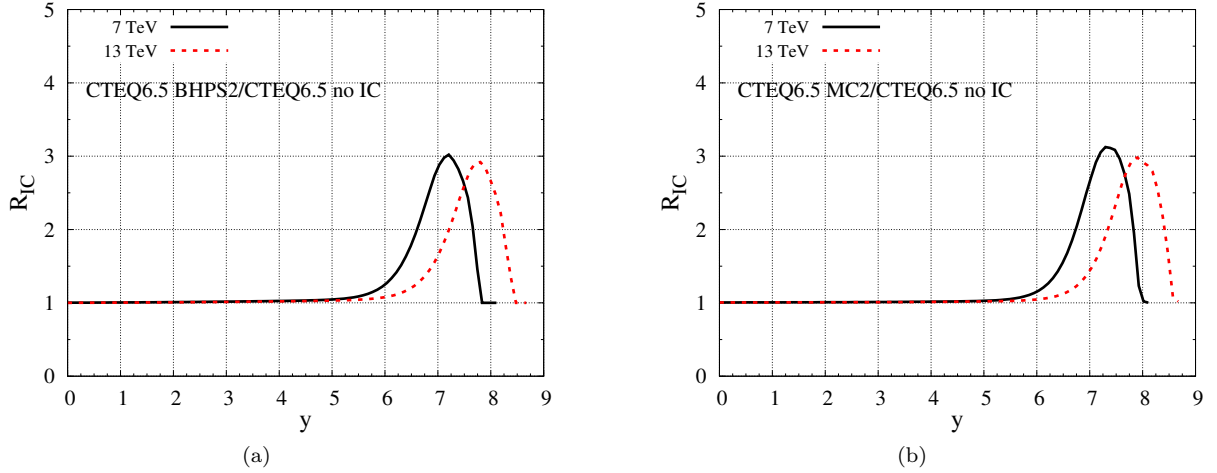 7 TeV
13 TeV
CTEQ6.5 BHPS2/CTEQ6.5 no IC
R_IC
5
4
3
2
1
0
0 1 2 3 4 5 6 7 8 9
y
(a)
7 TeV
13 TeV
CTEQ6.5 MC2/CTEQ6.5 no IC
R_IC
5
4
3
2
1
0
0 1 2 3 4 5 6 7 8 9
y
(b)